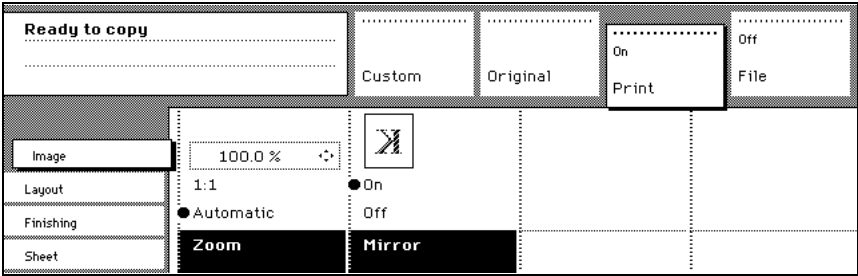 Ready to copy
Custom
Original
On
Print
Off
File
Image
Layout
Finishing
Sheet
100.0 %
1:1
Automatic
Zoom
K
On
Off
Mirror